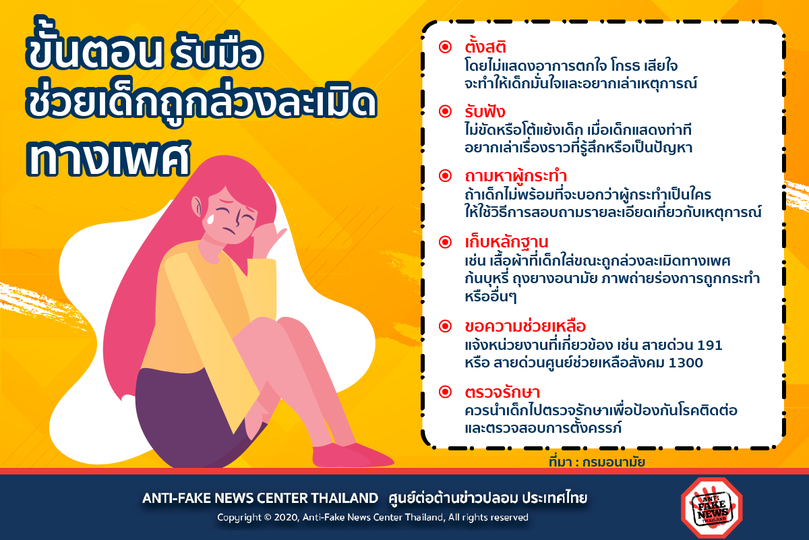 ขั้นตอน รับมือ
ช่วยเด็กถูกล่วงละเมิด
ทางเพศ
ตั้งสติ
โดยไม่แสดงอาการตกใจ โกรธ เสียใจ
จะทำให้เด็กมั่นใจและอยากเล่าเหตุการณ์
รับฟัง
ไม่ขัดหรือโต้แย้งเด็ก เมื่อเด็กแสดงท่าที
อยากเล่าเรื่องราวที่รู้สึกหรือเป็นปัญหา
ถามหาผู้กระทำ
ถ้าเด็กไม่พร้อมที่จะบอกว่าผู้กระทำเป็นใคร
ให้ใช้วิธีการสอบถามรายละเอียดเกี่ยวกับเหตุการณ์
เก็บหลักฐาน
เช่น เสื้อผ้าที่เด็กใส่ขณะถูกล่วงละเมิดทางเพศ
ก้นบุหรี่ ถุงยางอนามัย ภาพถ่ายร่องการถูกกระทำ
หรืออื่นๆ
ขอความช่วยเหลือ
แจ้งหน่วยงานที่เกี่ยวข้อง เช่น สายด่วน 191
หรือ สายด่วนศูนย์ช่วยเหลือสังคม 1300
ตรวจรักษา
ควรนำเด็กไปตรวจรักษาเพื่อป้องกันโรคติดต่อ
และตรวจสอบการตั้งครรภ์
ที่มา : กรมอนามัย
ANTI-FAKE NEWS CENTER THAILAND ศูนย์ต่อต้านข่าวปลอม ประเทศไทย
Copyright © 2020, Anti-Fake News Center Thailand, All rights reserved
ANTI
FAKE
NEWS
THAILAND